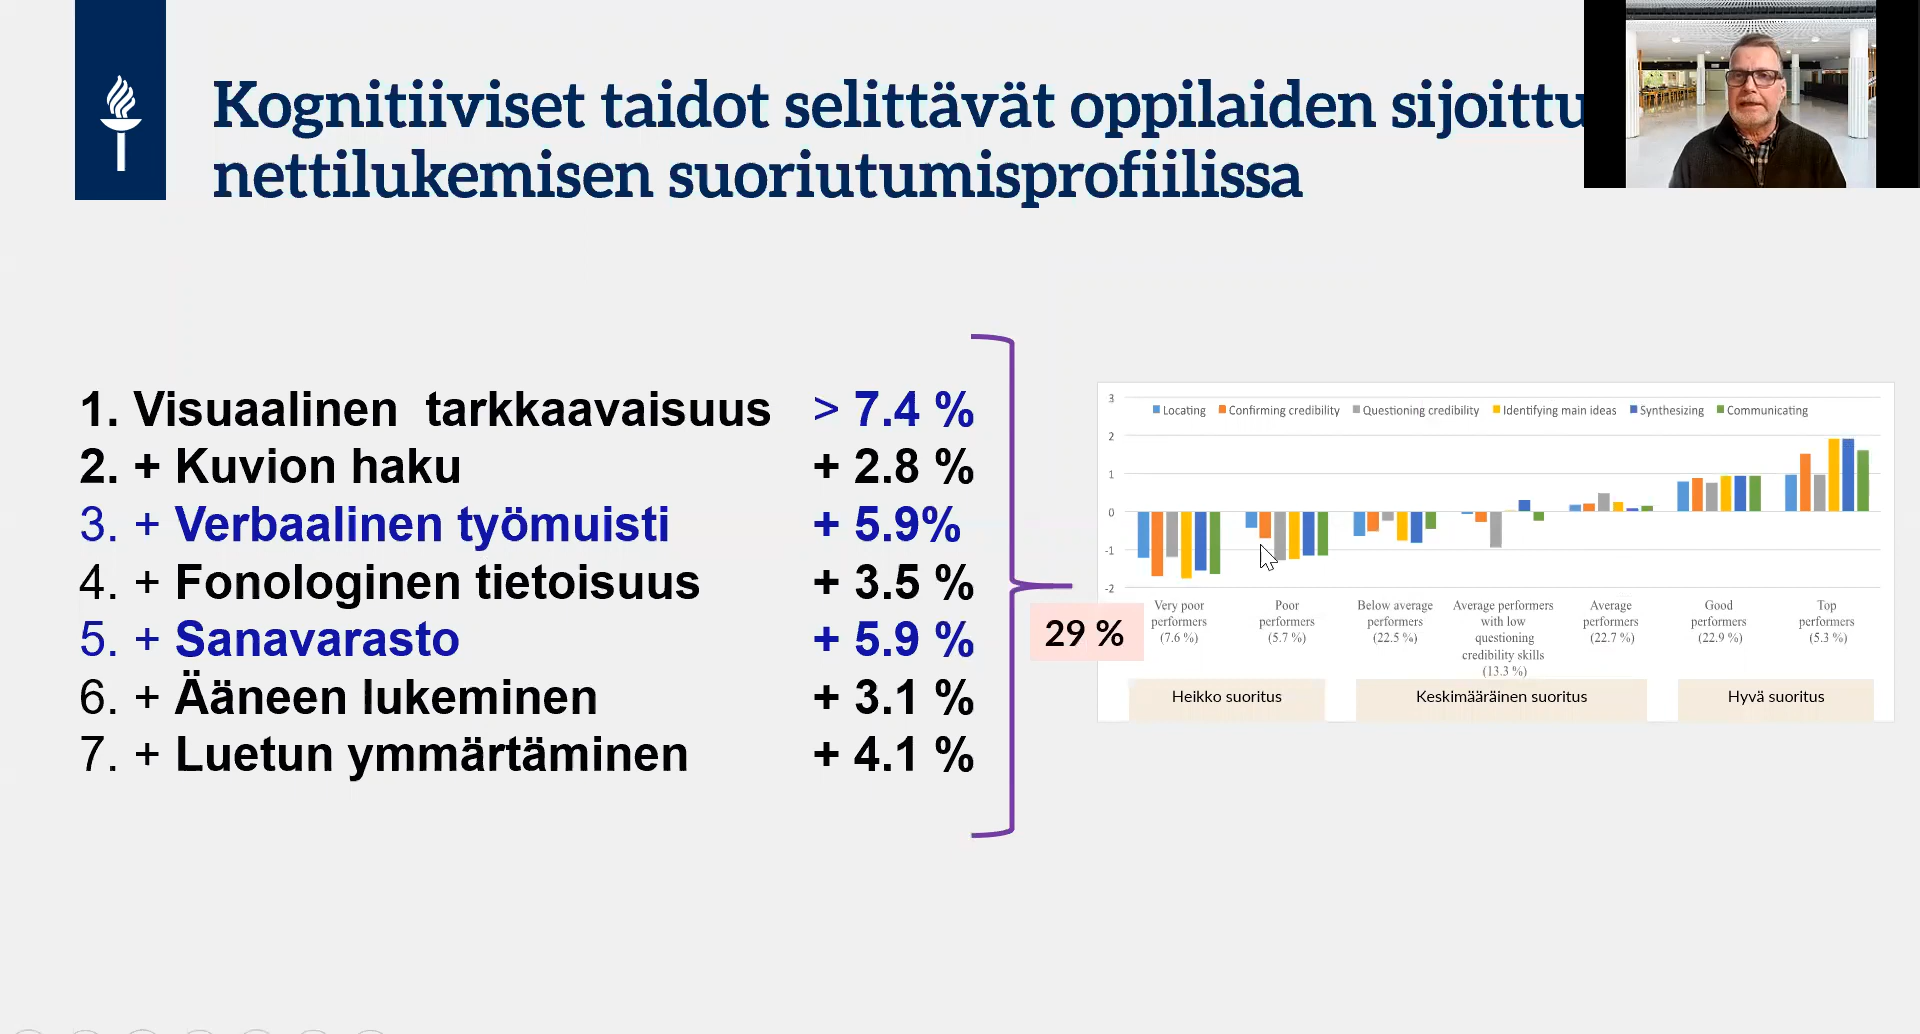 Kognitiiviset taidot selittävät oppilaiden sijoittu
nettilukemisen suoriutumisprofiilissa
1. Visuaalinen tarkkaavaisuus > 7.4 %
2. + Kuvion haku + 2.8 %
3. + Verbaalinen työmuisti + 5.9%
4. + Fonologinen tietoisuus + 3.5 %
5. + Sanavarasto + 5.9 %
6. + Ääneen lukeminen + 3.1 %
7. + Luetun ymmärtäminen + 4.1 %
29 %
Locating Confirming credibility Questioning credibility Identifying main ideas Synthesizing Communicating
3
2
1
0
-1
-2
Very poor
performers
(7.6 %)
Poor
performers
(5.7 %)
Below average
performers
(22.5 %)
Average performers
with low
questioning
credibility skills
(13.3 %)
Average
performers
(22.7 %)
Good
performers
(22.9 %)
Top
performers
(5.3 %)
Heikko suoritus
Keskimääräinen suoritus
Hyvä suoritus